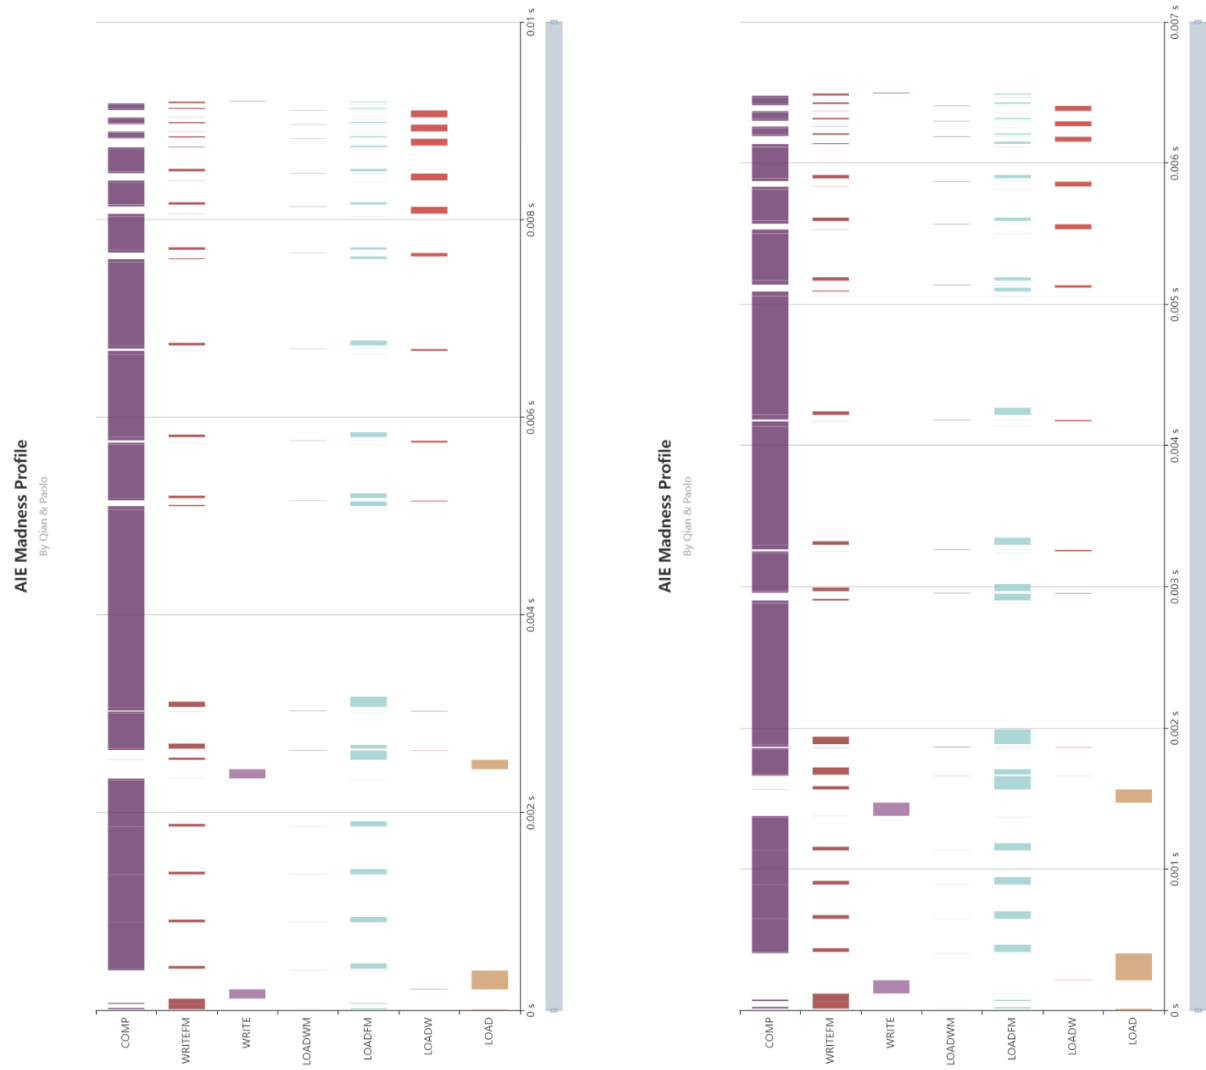 AIE Madness Profile
By Qian & Paolo
0.01 s
0.008 s
0.006 s
0.004 s
0.002 s
0 s
COMP
WRITEFM
WRITE
LOADWM
LOADFM
LOADW
LOAD
AIE Madness Profile
By Qian & Paolo
0.007 s
0.006 s
0.005 s
0.004 s
0.003 s
0.002 s
0.001 s
0 s
COMP
WRITEFM
WRITE
LOADWM
LOADFM
LOADW
LOAD